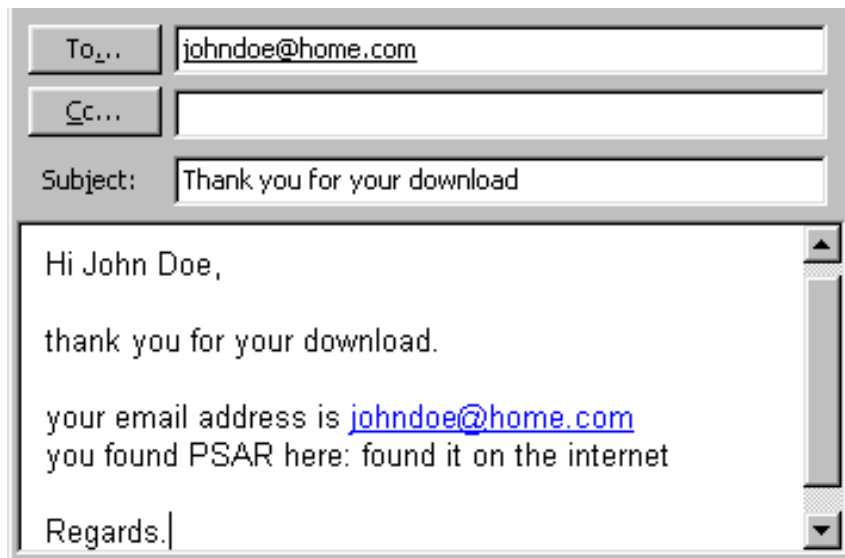 To... johndoe@home.com
Cc...
Subject: Thank you for your download
Hi John Doe,
thank you for your download.
your email address is johndoe@home.com
you found PSAR here: found it on the internet
Regards.